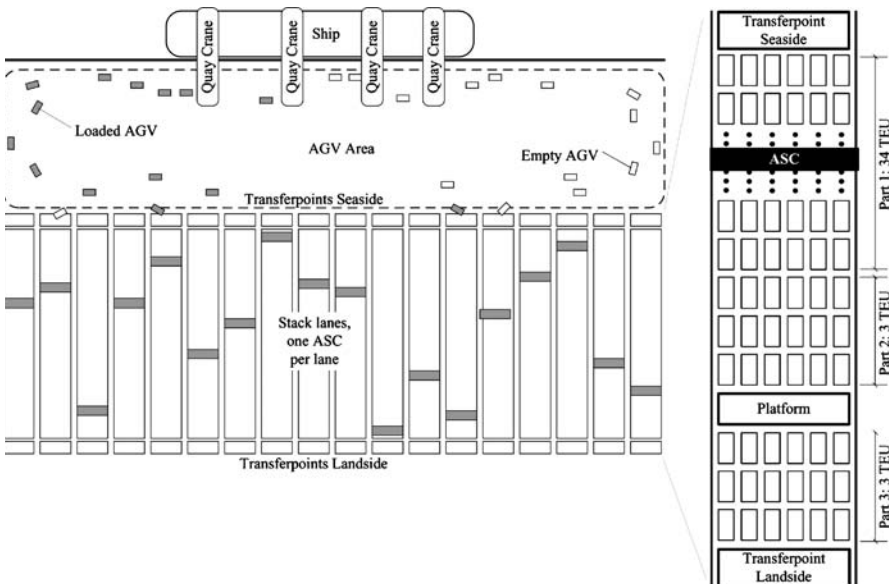 Ship
Quay Crane
Quay Crane
Quay Crane
Quay Crane
Loaded AGV
AGV Area
Empty AGV
Transferpoints Seaside
Stack lanes,
one ASC
per lane
Transferpoints Landside
Transferpoint
Seaside
ASC
Part 1: 34 TEU
Part 2: 3 TEU
Platform
Part 3: 3 TEU
Transferpoint
Landside